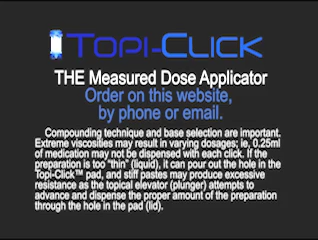 TOPI-CLICK
THE Measured Dose Applicator
Order on this website,
by phone or email.
Compounding technique and base selection are important.
Extreme viscosities may result in varying dosages; ie, 0.25ml
of medication may not be dispensed with each click. If the
preparation is too “thin” (liquid), it can pour out the hole in the
Topi-Click™ pad, and stiff pastes may produce excessive
resistance as the topical elevator (plunger) attempts to
advance and dispense the proper amount of the preparation
through the hole in the pad (lid).